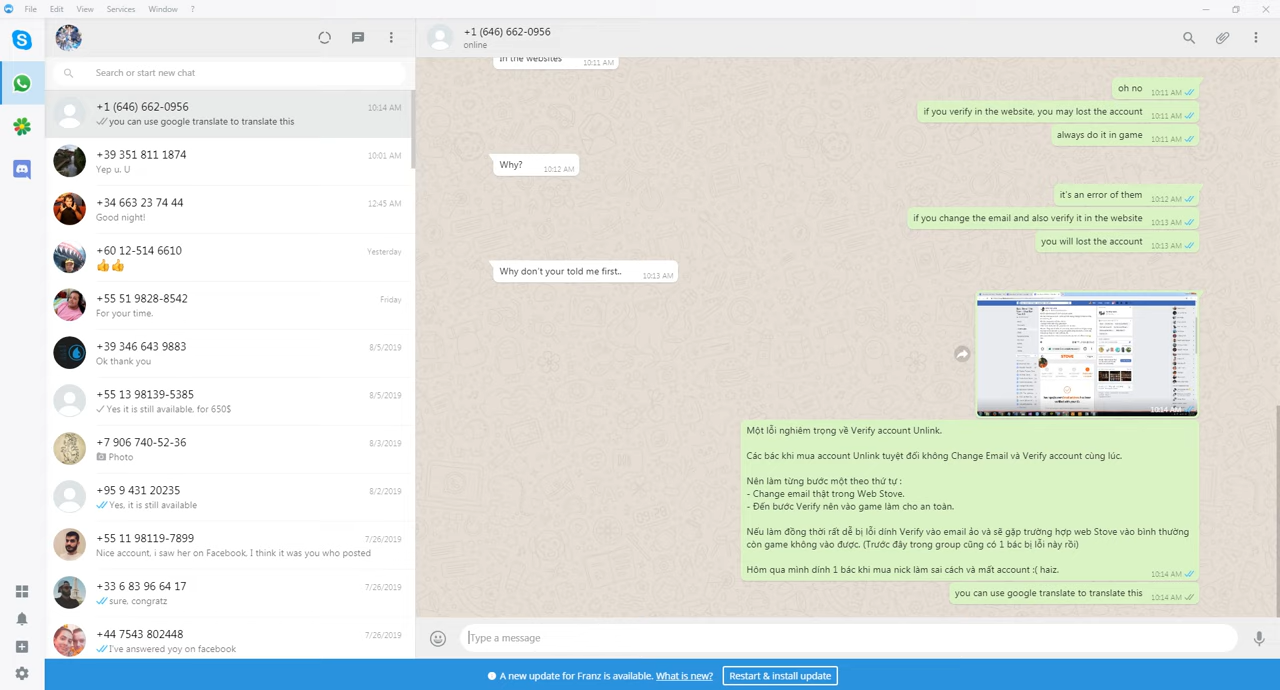 File Edit View Services Window ?
Search or start new chat
+1 (646) 662-0956
10:14 AM
you can use google translate to translate this
+39 351 811 1874
10:01 AM
Yep u. U
+34 663 23 74 44
12:45 AM
Good night!
+60 12-514 6610
Yesterday
👍👍
+55 51 9828-8542
Friday
For your time.
+39 346 643 9883
8/5/2019
Ok thank you
+55 13 98139-5385
8/5/2019
Yes it is still available, for 650$
+7 906 740-52-36
8/3/2019
Photo
+95 9 431 20235
8/2/2019
Yes, it is still available
+55 11 98119-7899
7/26/2019
Nice account, i saw her on Facebook, I think it was you who posted
+33 6 83 96 64 17
7/26/2019
sure, congratz
+44 7543 802448
7/26/2019
I've answered yoy on facebook
+1 (646) 662-0956
online
In the websites
10:11 AM
oh no
10:11 AM
if you verify in the website, you may lost the account
10:11 AM
always do it in game
10:11 AM
Why?
10:12 AM
it's an error of them
10:12 AM
if you change the email and also verify it in the website
10:13 AM
you will lost the account
10:13 AM
Why don't your told me first..
10:13 AM
10:14 AM
Một lỗi nghiêm trọng về Verify account Unlink.
Các bác khi mua account Unlink tuyệt đối không Change Email và Verify account cùng lúc.
Nên làm từng bước một theo thứ tự :
- Change email thật trong Web Stove.
- Đến bước Verify nên vào game làm cho an toàn.
Nếu làm đồng thời rất dễ bị lỗi dính Verify vào email ảo và sẽ gặp trường hợp web Stove vào bình thường
còn game không vào được. (Trước đây trong group cũng có 1 bác bị lỗi này rồi)
Hôm qua mình dính 1 bác khi mua nick làm sai cách và mất account :( haiz.
10:14 AM
you can use google translate to translate this
10:14 AM
Type a message
A new update for Franz is available. What is new? Restart & install update